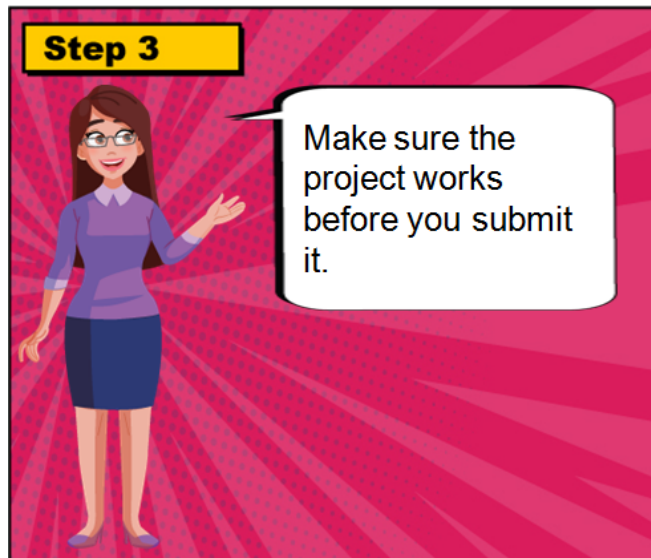 Step 3
Make sure the
project works
before you submit
it.